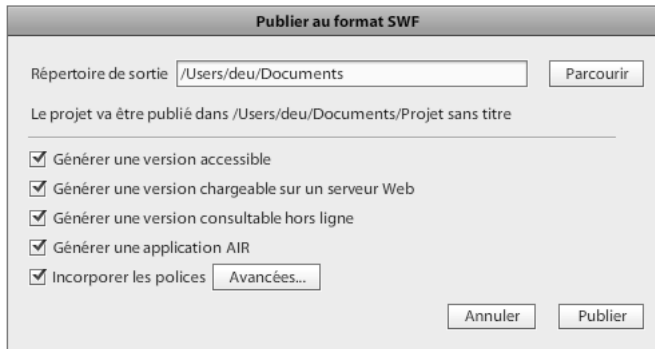 Publier au format SWF
Répertoire de sortie /Users/deu/Documents Parcourir
Le projet va être publié dans /Users/deu/Documents/Projet sans titre
Générer une version accessible
Générer une version chargeable sur un serveur Web
Générer une version consultable hors ligne
Générer une application AIR
Incorporer les polices Avancées...
Annuler Publier